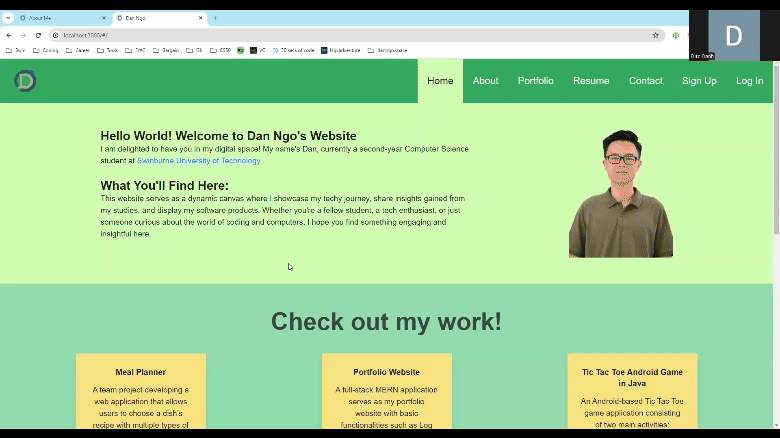 About Me
Dan Ngo
localhost:3000/#/
Swin
Coding
Career
Tools
FWC
Bargain
GK
CS50
VG
30 secs of code
danngo.space
D
Home
About
Portfolio
Resume
Contact
Sign Up
Log In
Hello World! Welcome to Dan Ngo's Website
I am delighted to have you in my digital space! My name's Dan, currently a second-year Computer Science
student at Swinburne University of Technology.
What You'll Find Here:
This website serves as a dynamic canvas where I showcase my techy journey, share insights gained from
my studies, and display my software products. Whether you're a fellow student, a tech enthusiast, or just
someone curious about the world of coding and computers, I hope you find something engaging and
insightful here.
Check out my work!
Meal Planner
A team project developing a
web application that allows
users to choose a dish's
recipe with multiple types of
Portfolio Website
A full-stack MERN application
serves as my portfolio
website with basic
functionalities such as Log
Tic Tac Toe Android Game
in Java
An Android-based Tic Tac Toe
game application consisting
of two main activities: